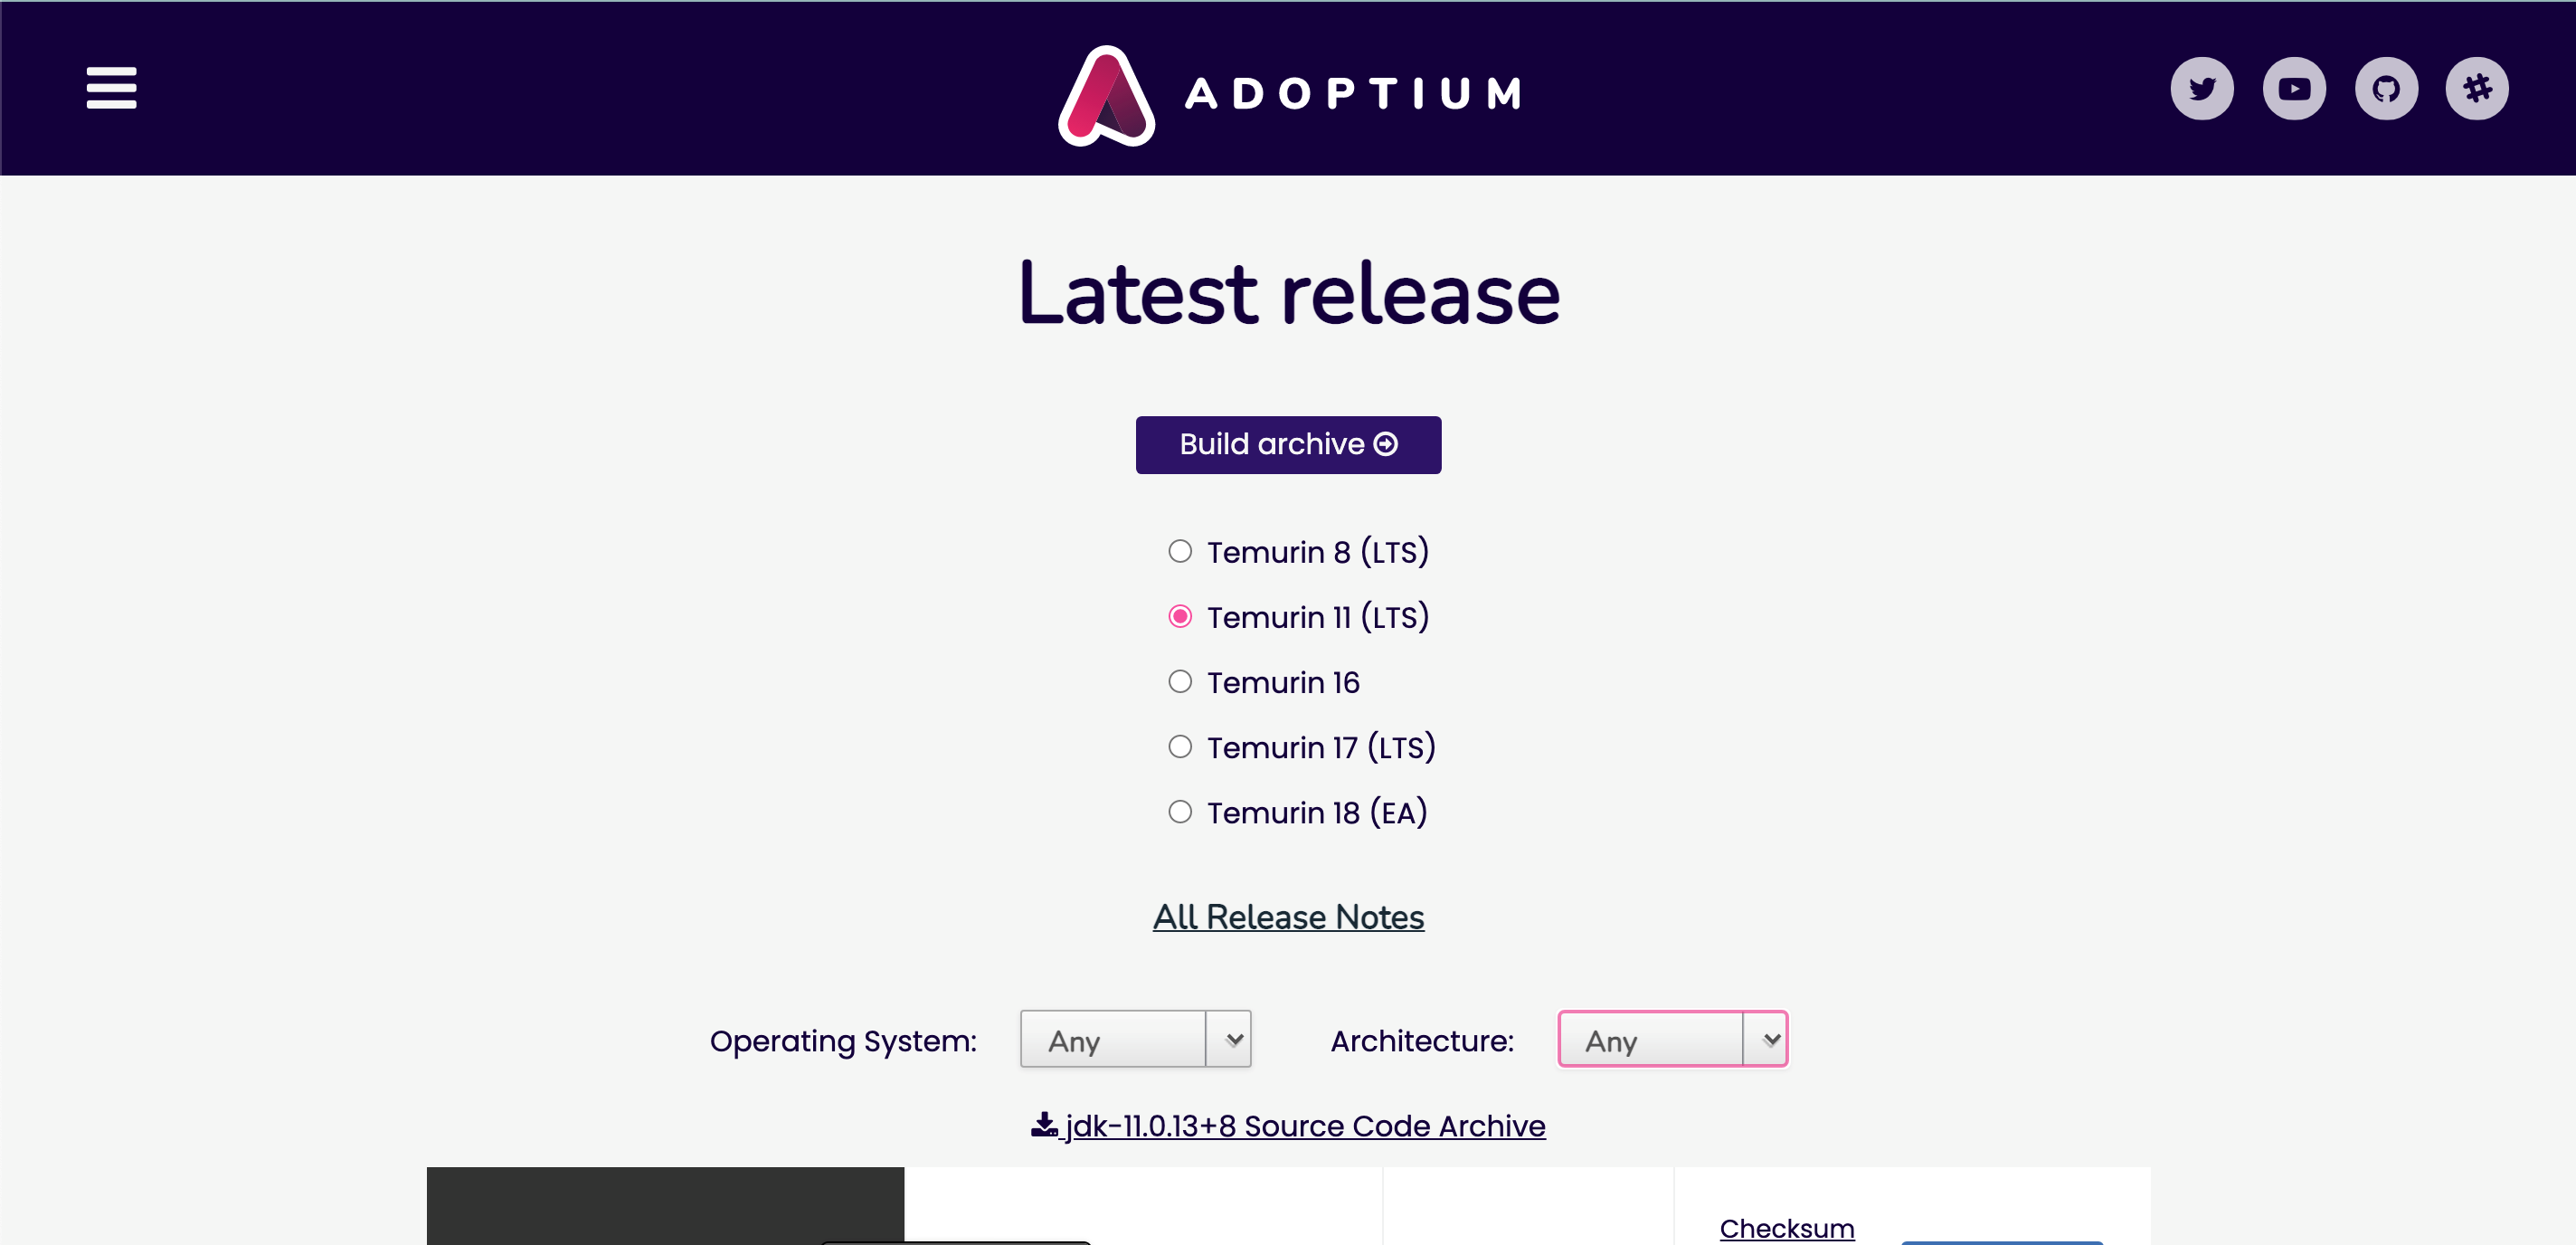 ADOPTIUM
Latest release
Build archive
Temurin 8 (LTS)
Temurin 11 (LTS)
Temurin 16
Temurin 17 (LTS)
Temurin 18 (EA)
All Release Notes
Operating System: Any Architecture: Any
jdk-11.0.13+8 Source Code Archive
Checksum